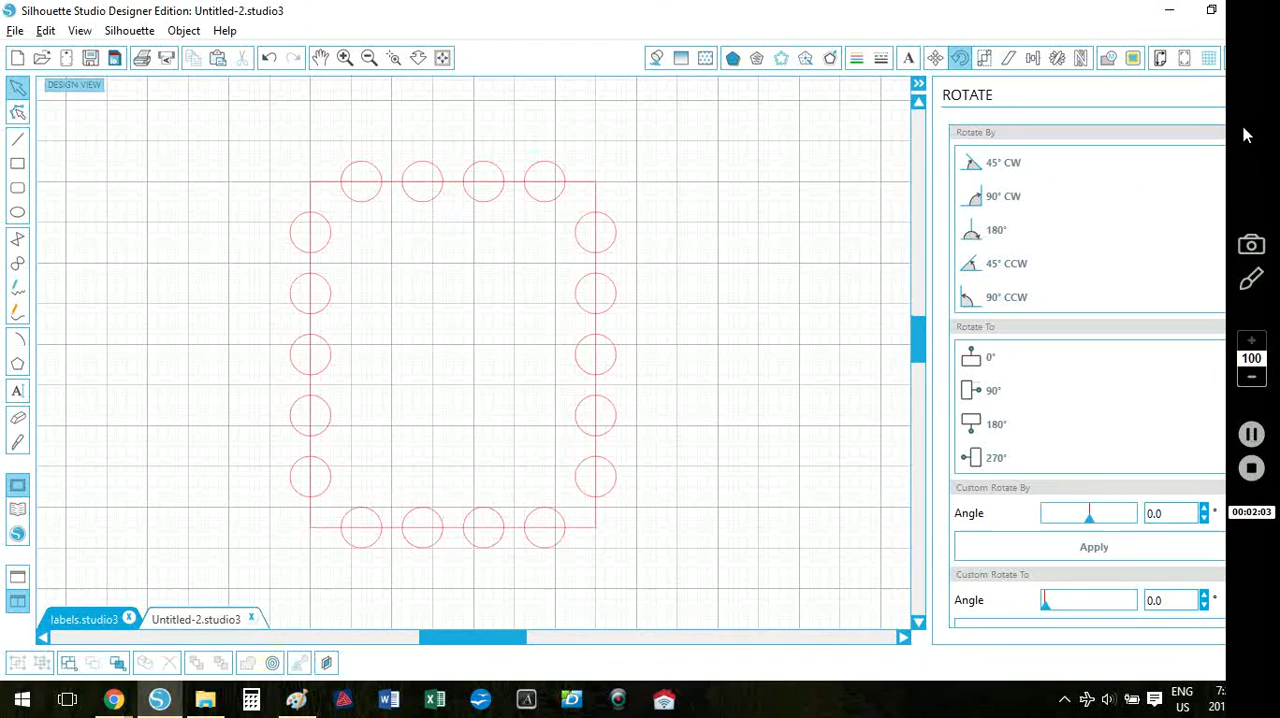 Silhouette Studio Designer Edition: Untitled-2.studio3
File Edit View Silhouette Object Help
A
DESIGN VIEW
ROTATE
Rotate By
45° CW
90° CW
180°
45° CCW
90° CCW
Rotate To
0°
90°
180°
270°
Custom Rotate By
Angle 0.0 °
Apply
Custom Rotate To
Angle 0.0 °
100
00:02:03
A
labels.studio3 x Untitled-2.studio3 x
ENG 7:
US 201